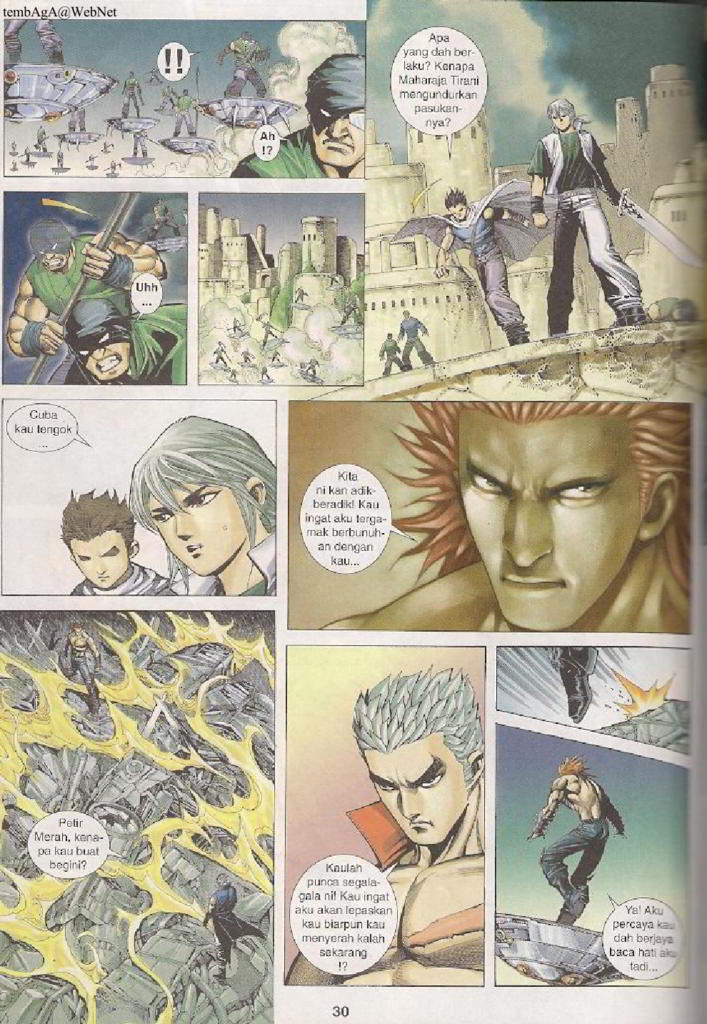 tembAgA@WebNet
!!
Ah
!?
Apa
yang dah ber-
laku? Kenapa
Maharaja Tirani
mengundurkan
pasukan-
nya?
Uhh
...
Cuba
kau tengok
...
Kita
ni kan adik-
beradik! Kau
ingat aku terga-
mak berbunuh-
an dengan
kau...
Petir
Merah, kena-
pa kau buat
begini?
Kaulah
punca segala-
gala ni! Kau ingat
aku akan lepaskan
kau biarpun kau
menyerah kalah
sekarang
!?
Ya! Aku
percaya kau
dah berjaya
baca hati aku
tadi...
30